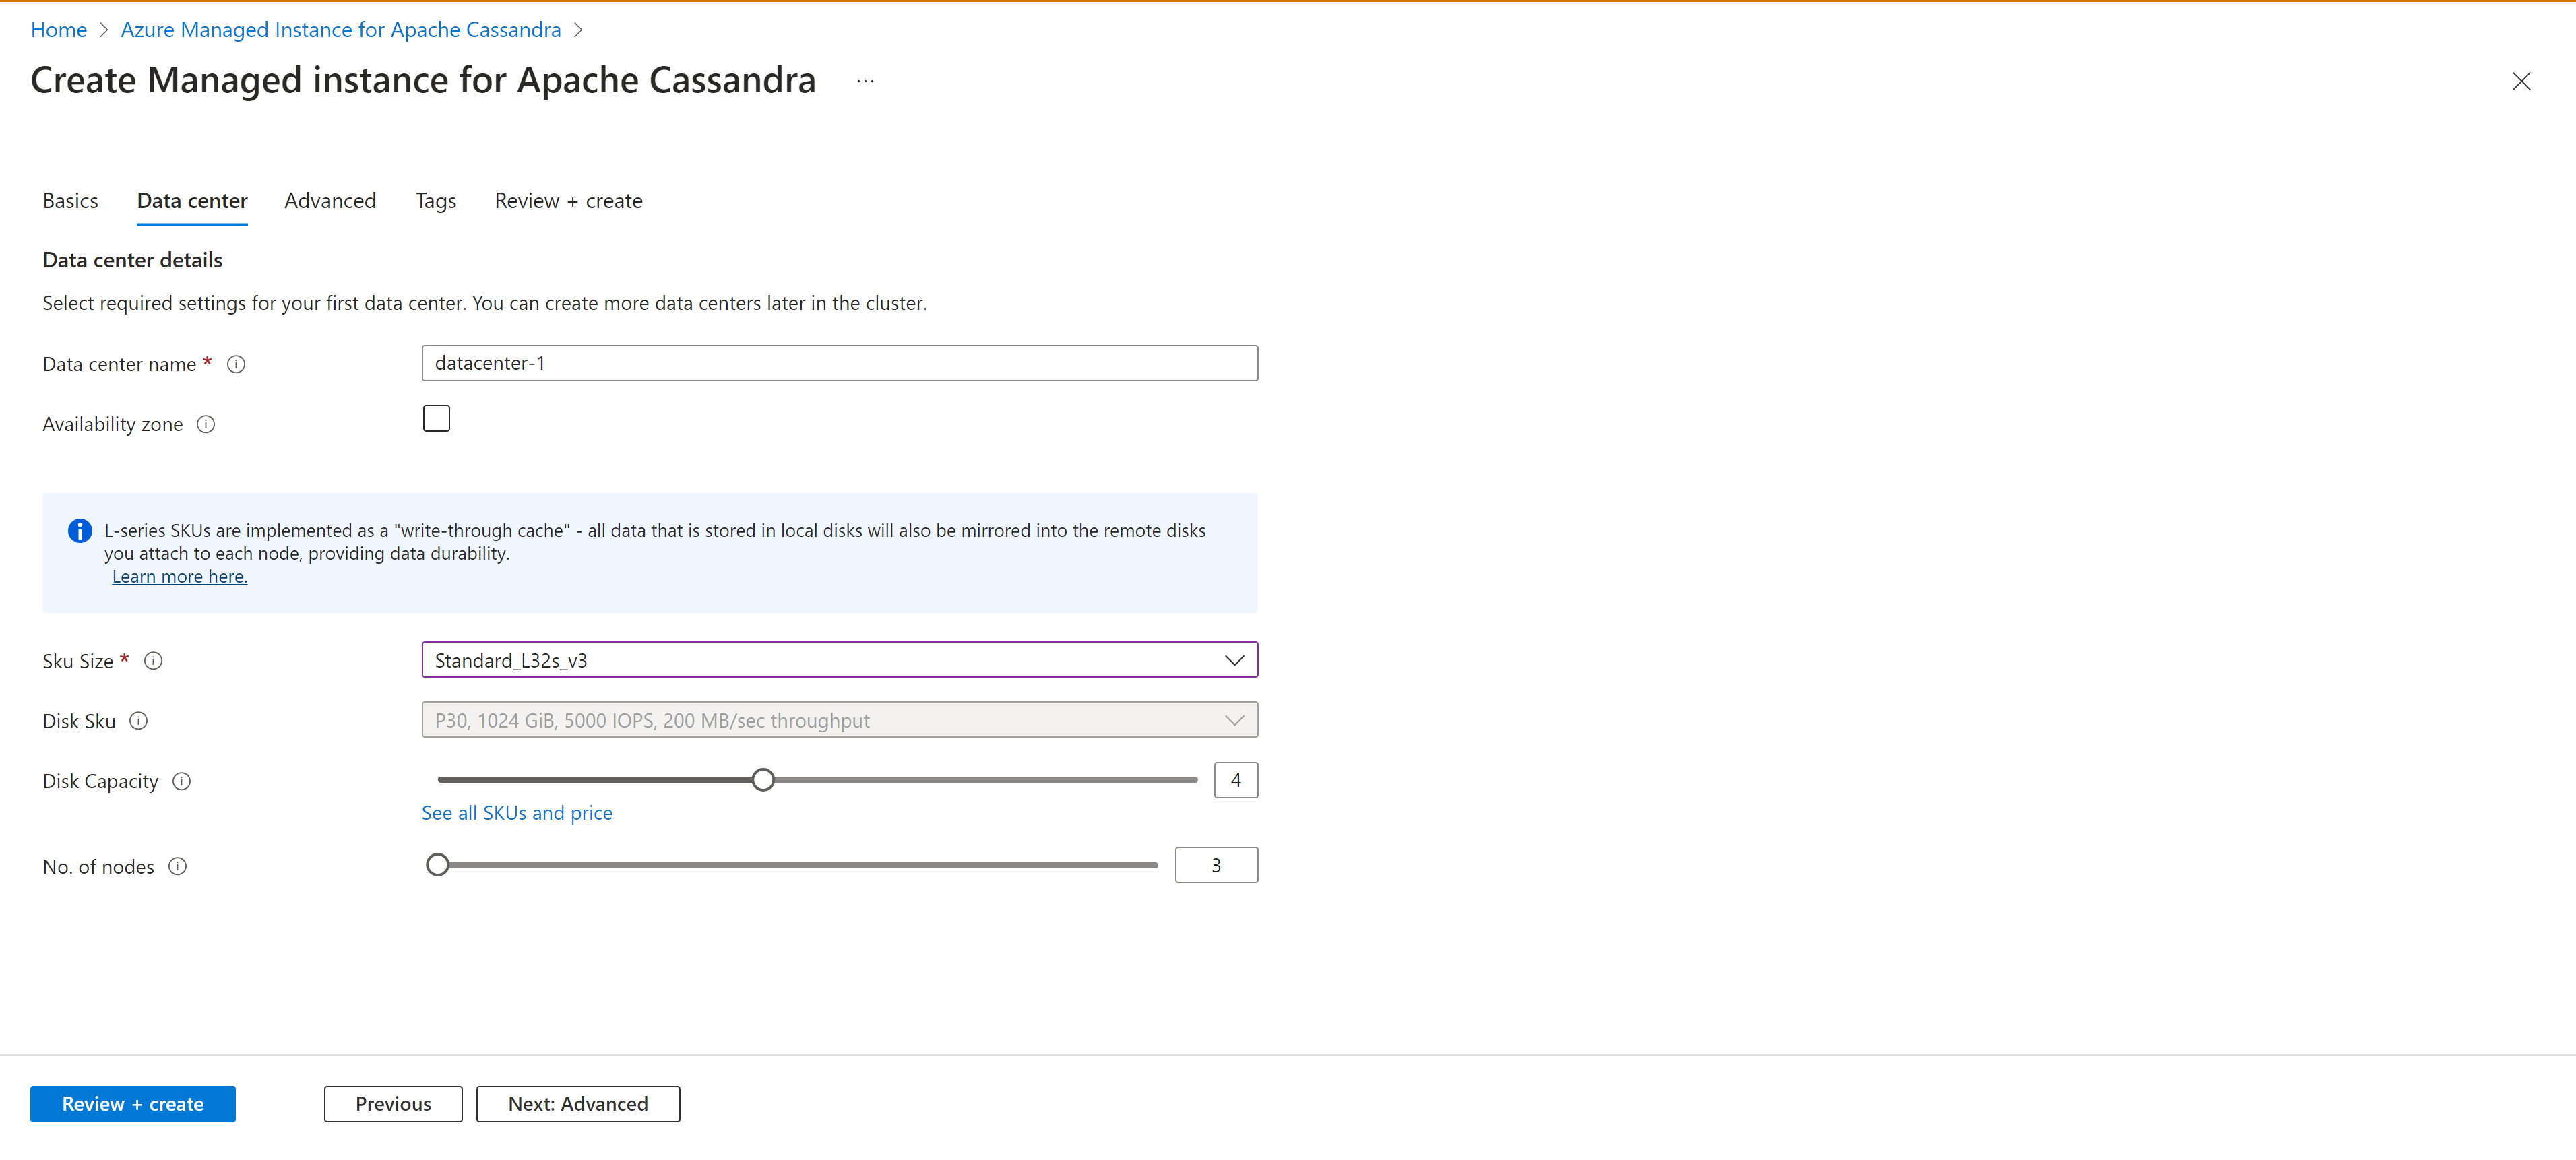 Home > Azure Managed Instance for Apache Cassandra >
Create Managed instance for Apache Cassandra ...
Basics Data center Advanced Tags Review + create
Data center details
Select required settings for your first data center. You can create more data centers later in the cluster.
Data center name * datacenter-1
Availability zone
L-series SKUs are implemented as a "write-through cache" - all data that is stored in local disks will also be mirrored into the remote disks
you attach to each node, providing data durability.
Learn more here.
Sku Size * Standard_L32s_v3
Disk Sku P30, 1024 GiB, 5000 IOPS, 200 MB/sec throughput
Disk Capacity 4
See all SKUs and price
No. of nodes 3
Review + create Previous Next: Advanced